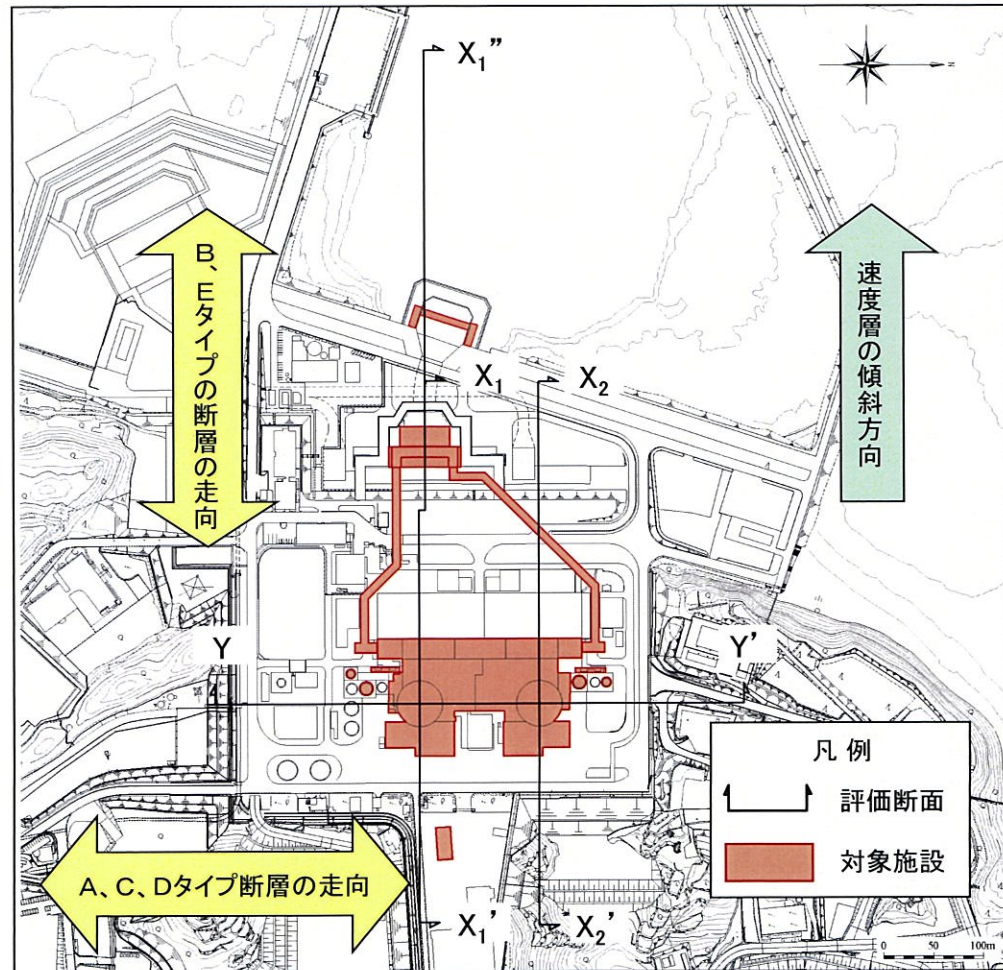 X₁”
N
B、Eタイプの断層の走向
速度層の傾斜方向
X₁
X₂
Y
Y’
凡 例
評価断面
対象施設
A、C、Dタイプ断層の走向
X₁’
X₂’
0 50 100m